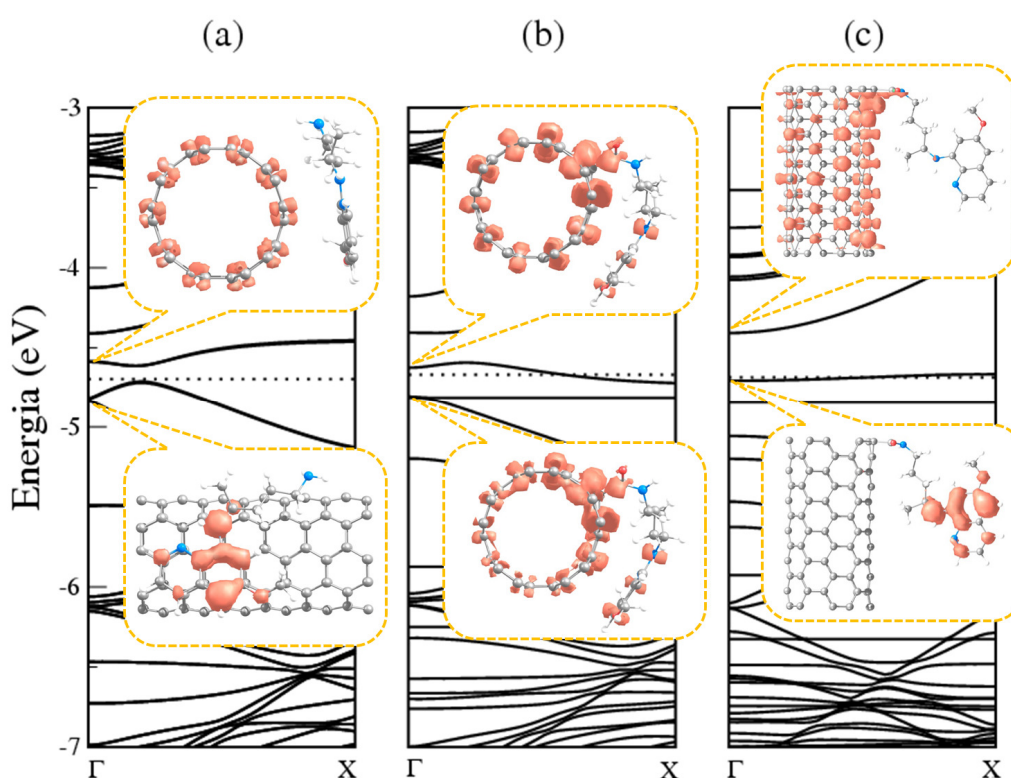 (a) (b) (c)
Energia (eV)
-3
-4
-5
-6
-7
Γ X Γ X Γ X